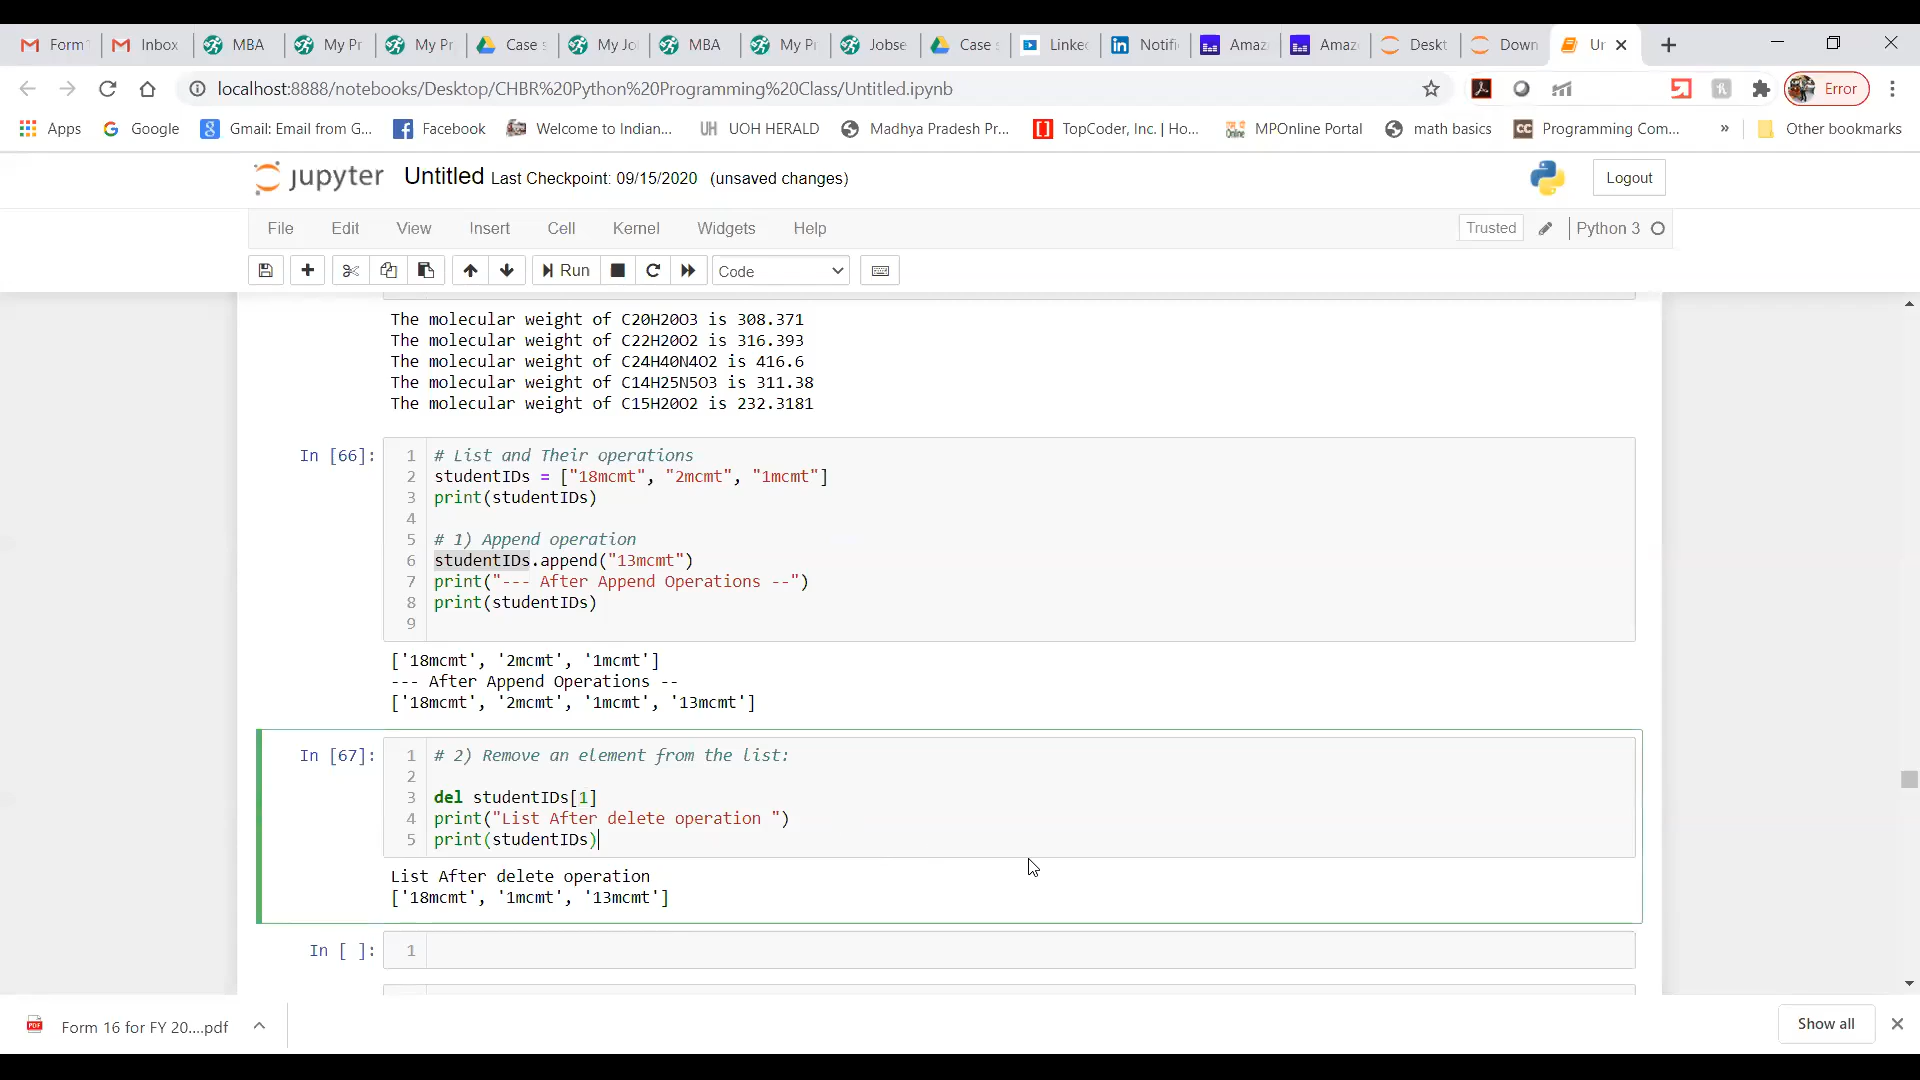 Form
Inbox
MBA
My Pr
My Pr
Case s
My Jo
MBA
My Pr
Jobse
Case
Linke
Notifi
Amaz
Amaz
Deskt
Down
Ur
localhost:8888/notebooks/Desktop/CHBR%20Python%20Programming%20Class/Untitled.ipynb
Error
Apps
Google
Gmail: Email from G...
Facebook
Welcome to Indian...
UH UOH HERALD
Madhya Pradesh Pr...
TopCoder, Inc. | Ho...
MPOnline Portal
math basics
CC Programming Com...
»
Other bookmarks
jupyter Untitled Last Checkpoint: 09/15/2020 (unsaved changes)
Logout
File Edit View Insert Cell Kernel Widgets Help
Trusted
Python 3
Run
Code
The molecular weight of C20H20O3 is 308.371
The molecular weight of C22H20O2 is 316.393
The molecular weight of C24H40N4O2 is 416.6
The molecular weight of C14H25N5O3 is 311.38
The molecular weight of C15H20O2 is 232.3181
In [66]:
1 # List and Their operations
2 studentIDs = ["18mcmt", "2mcmt", "1mcmt"]
3 print(studentIDs)
4
5 # 1) Append operation
6 studentIDs.append("13mcmt")
7 print("--- After Append Operations --")
8 print(studentIDs)
9
['18mcmt', '2mcmt', '1mcmt']
--- After Append Operations --
['18mcmt', '2mcmt', '1mcmt', '13mcmt']
In [67]:
1 # 2) Remove an element from the list:
2
3 del studentIDs[1]
4 print("List After delete operation ")
5 print(studentIDs)
List After delete operation
['18mcmt', '1mcmt', '13mcmt']
In [ ]:
1
Form 16 for FY 20....pdf
Show all